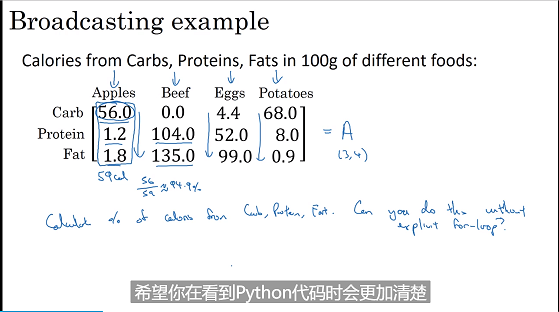 Broadcasting example
Calories from Carbs, Proteins, Fats in 100g of different foods:
Apples Beef Eggs Potatoes
Carb 56.0 0.0 4.4 68.0
Protein 1.2 104.0 52.0 8.0 = A
Fat 1.8 135.0 99.0 0.9 (3,4)
59 cal 56/59 ≈ 94.9%
Calculate % of calories from Carb, Protein, Fat. Can you do this without
explicit for-loop?
希望你在看到Python代码时会更加清楚